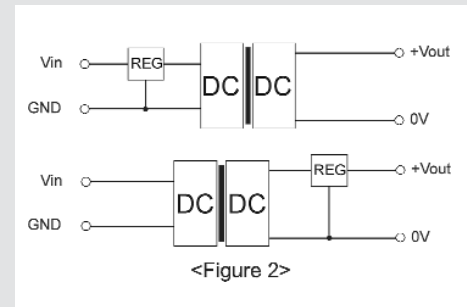 Vin REG DC DC +Vout
GND 0V
Vin DC DC REG +Vout
GND 0V
<Figure 2>